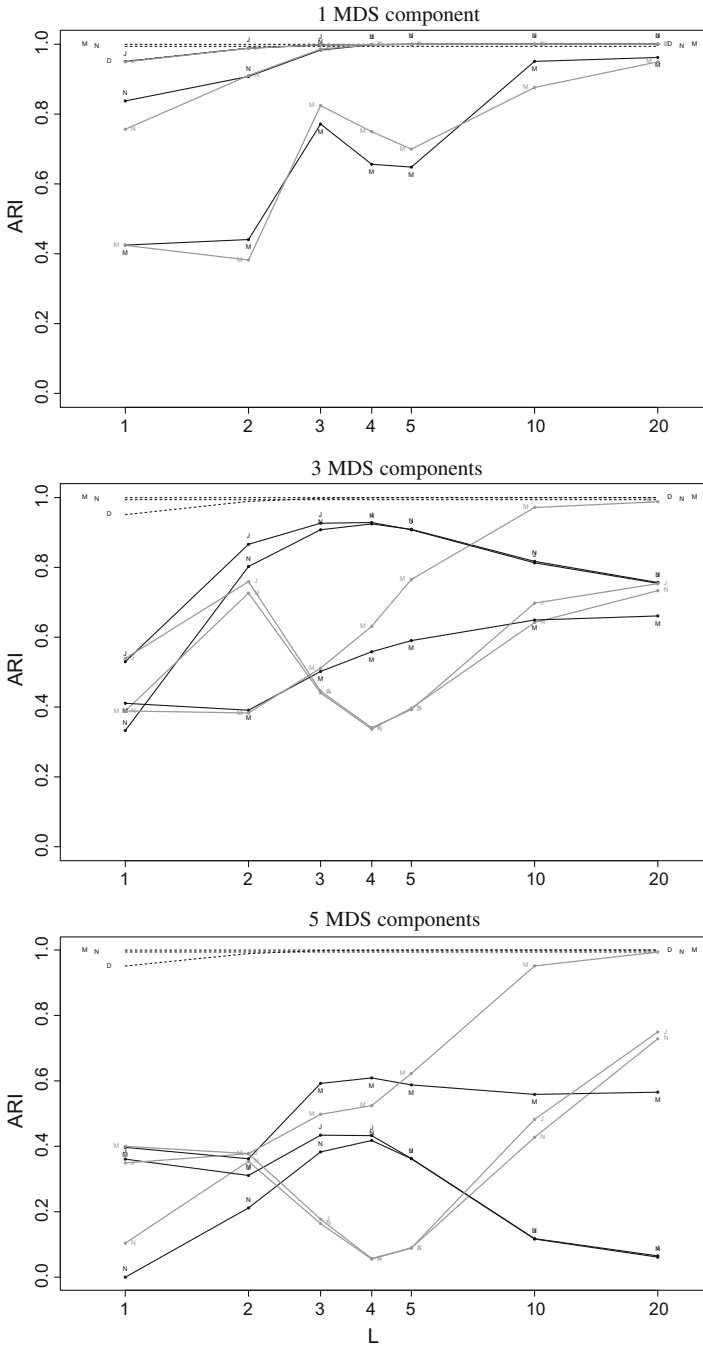 1 MDS component
ARI
0.0 0.2 0.4 0.6 0.8 1.0
M N D
J N M
D N M
1 2 3 4 5 10 20
3 MDS components
ARI
0.0 0.2 0.4 0.6 0.8 1.0
M N D
J N M
D N M
1 2 3 4 5 10 20
5 MDS components
ARI
0.0 0.2 0.4 0.6 0.8 1.0
M N D
J N M
D N M
1 2 3 4 5 10 20
L